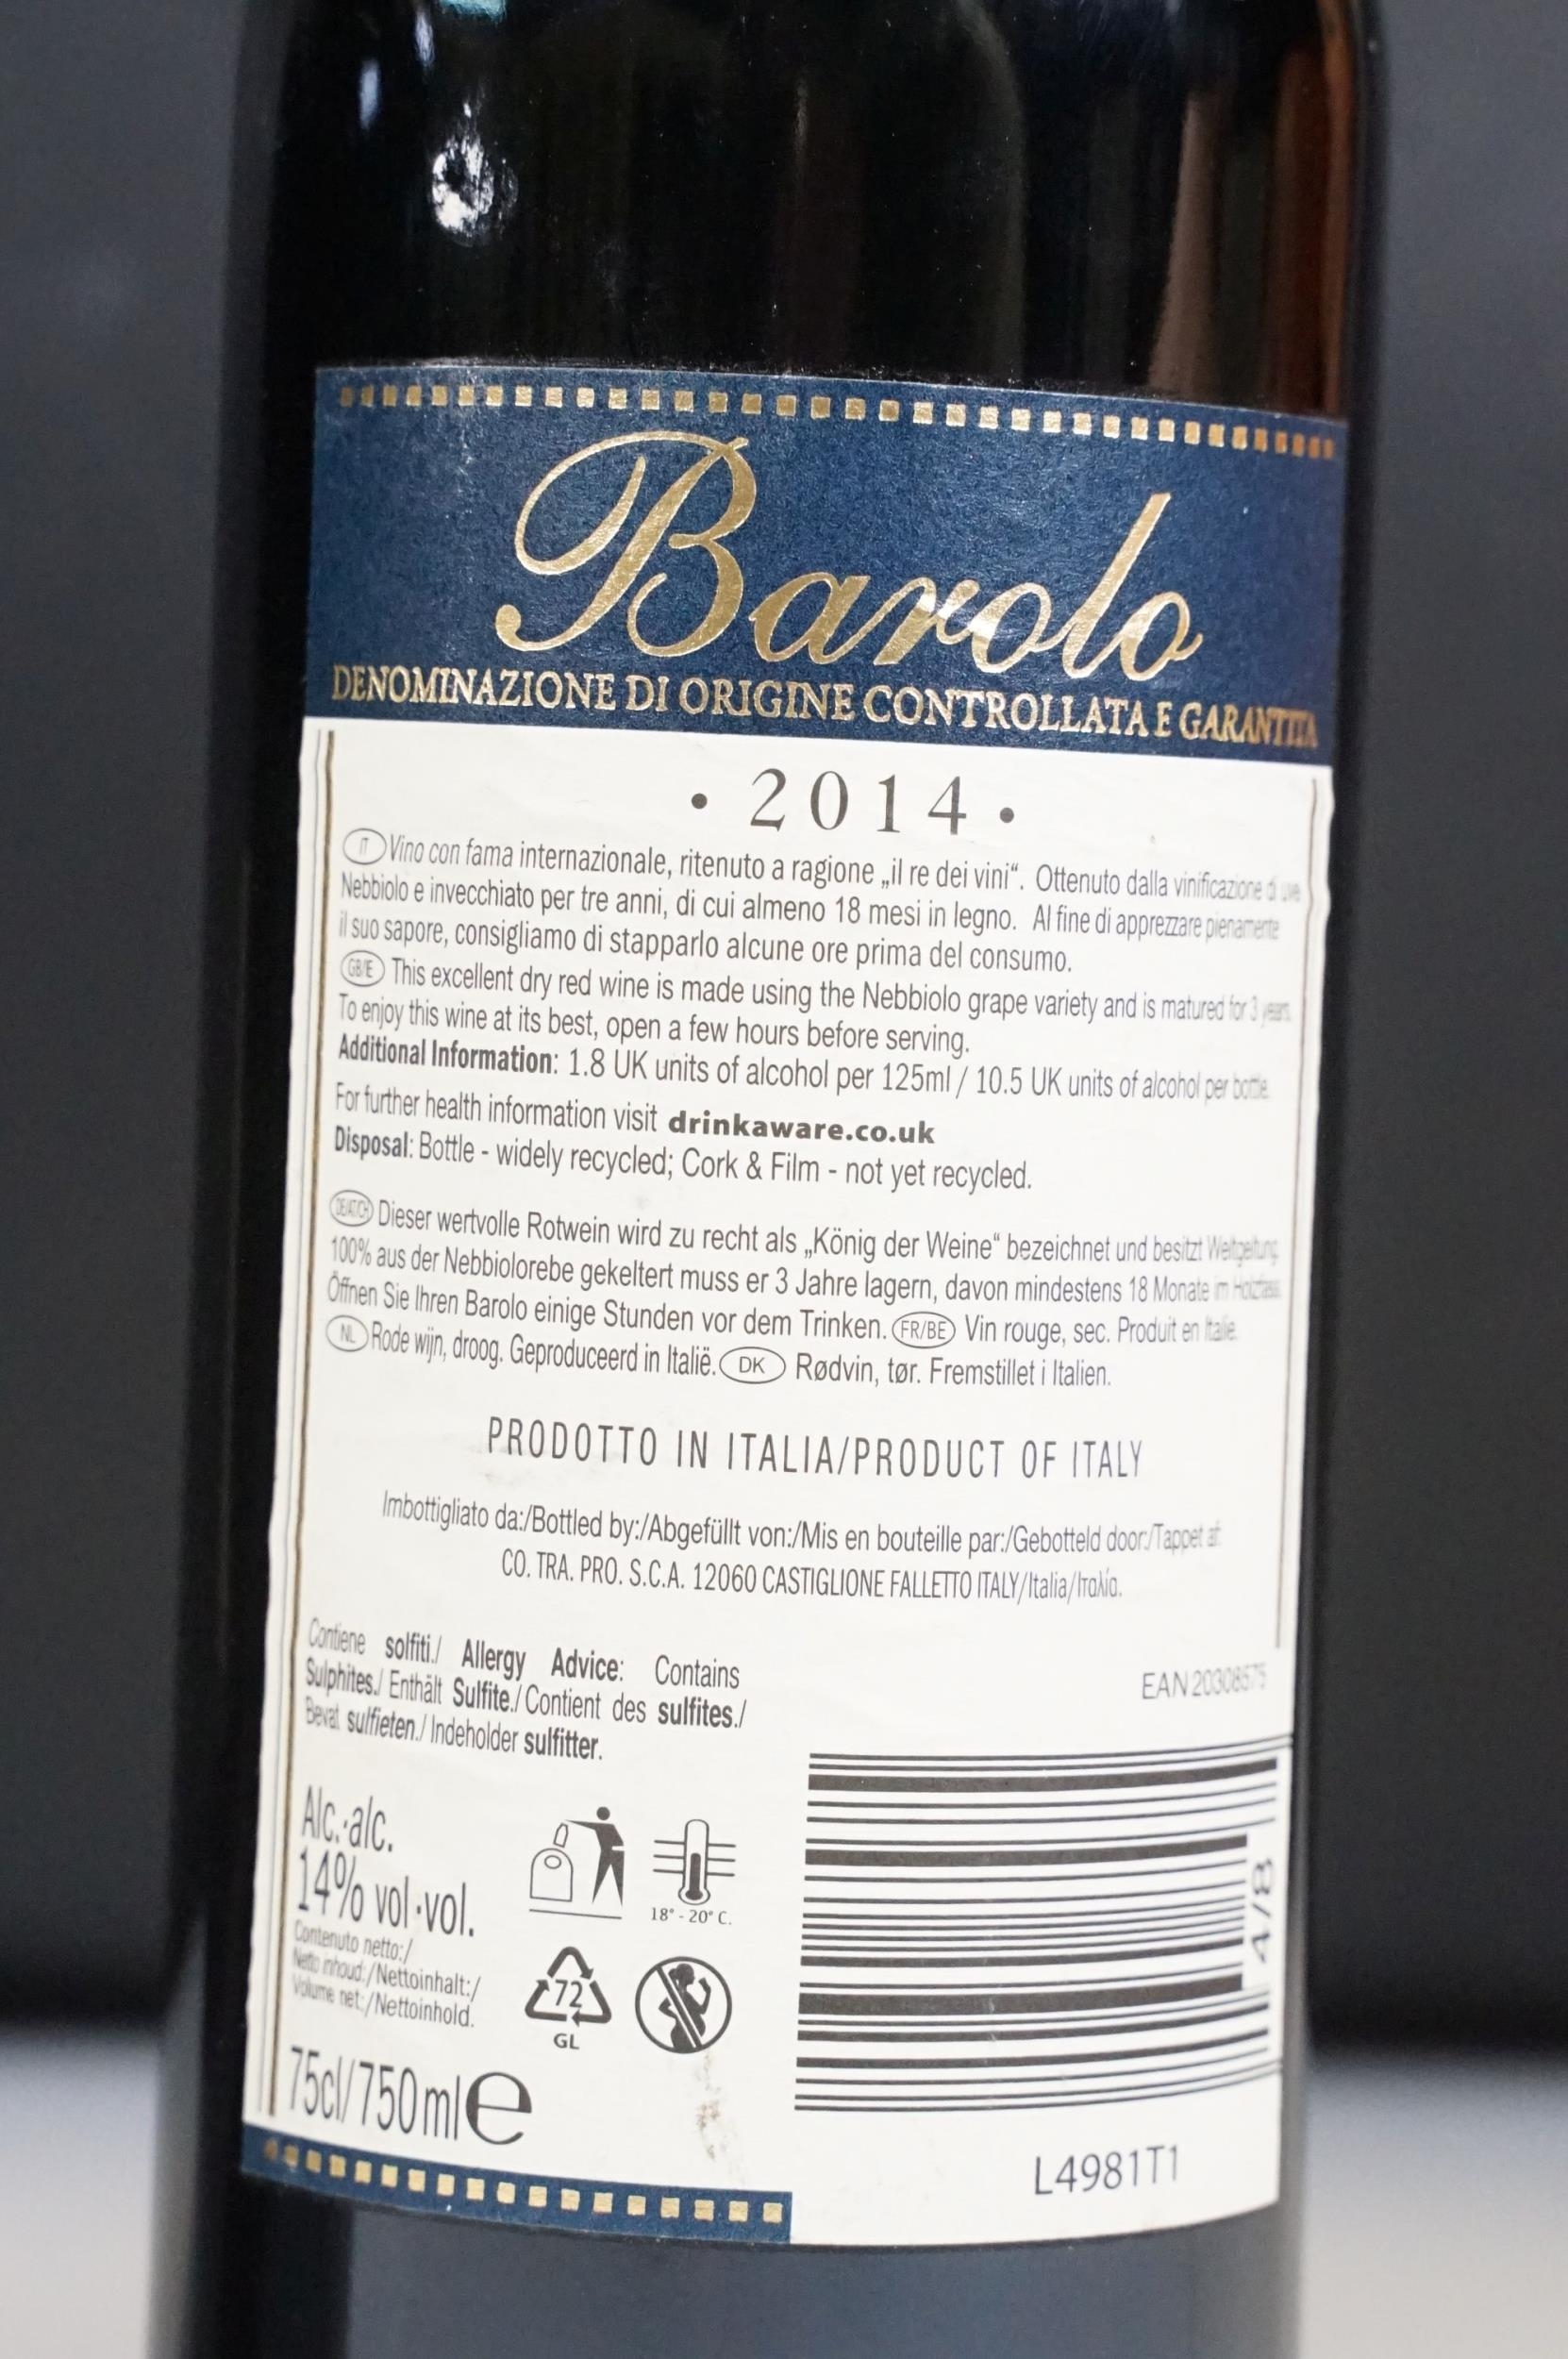 Barolo
DENOMINAZIONE DI ORIGINE CONTROLLATA E GARANTITA
• 2014 •
IT Vino con fama internazionale, ritenuto a ragione „il re dei vini“. Ottenuto dalla vinificazione di uve
Nebbiolo e invecchiato per tre anni, di cui almeno 18 mesi in legno. Al fine di apprezzare pienamente
il suo sapore, consigliamo di stapparlo alcune ore prima del consumo.
GB/IE This excellent dry red wine is made using the Nebbiolo grape variety and is matured for 3 years.
To enjoy this wine at its best, open a few hours before serving.
Additional Information: 1.8 UK units of alcohol per 125ml / 10.5 UK units of alcohol per bottle.
For further health information visit drinkaware.co.uk
Disposal: Bottle - widely recycled; Cork & Film - not yet recycled.
DE/AT/CH Dieser wertvolle Rotwein wird zu recht als „König der Weine“ bezeichnet und besitzt Weltgeltung
100% aus der Nebbiolorebe gekeltert muss er 3 Jahre lagern, davon mindestens 18 Monate im Holzfass.
Öffnen Sie Ihren Barolo einige Stunden vor dem Trinken. FR/BE Vin rouge, sec. Produit en Italie.
NL Rode wijn, droog. Geproduceerd in Italië. DK Rødvin, tør. Fremstillet i Italien.
PRODOTTO IN ITALIA/PRODUCT OF ITALY
Imbottigliato da:/Bottled by:/Abgefüllt von:/Mis en bouteille par:/Gebotteld door:/Tappet af:
CO. TRA. PRO. S.C.A. 12060 CASTIGLIONE FALLETTO ITALY/Italia/Ιταλία.
Contiene solfiti./ Allergy Advice: Contains
Sulphites./ Enthält Sulfite./ Contient des sulfites./
Bevat sulfieten./ Indeholder sulfitter.
EAN 20308575
Alc.·alc.
14% vol·vol.
18° - 20° C.
4/8
Contenuto netto:/
Netto inhoud:/Nettoinhalt:/
Volume net:/Nettoinhold.
72
GL
75cl/750ml e
L4981T1